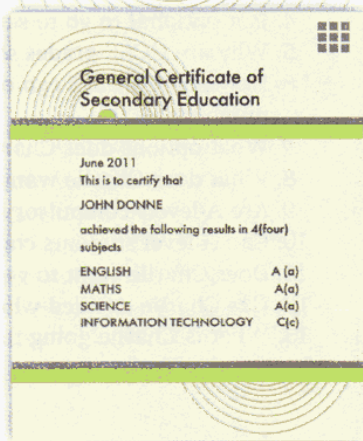 General Certificate of
Secondary Education
June 2011
This is to certify that
JOHN DONNE
achieved the following results in 4(four)
subjects
ENGLISH A (a)
MATHS A(a)
SCIENCE A(a)
INFORMATION TECHNOLOGY C(c)